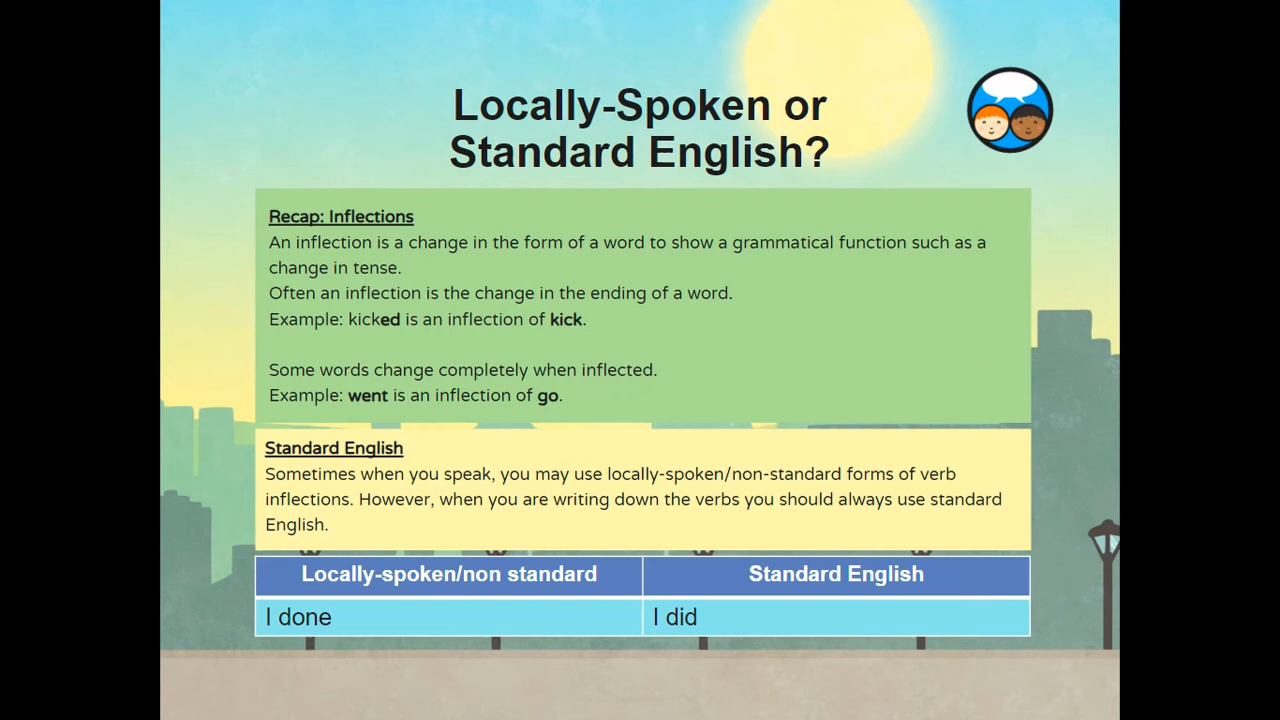 Locally-Spoken or
Standard English?
Recap: Inflections
An inflection is a change in the form of a word to show a grammatical function such as a
change in tense.
Often an inflection is the change in the ending of a word.
Example: kicked is an inflection of kick.
Some words change completely when inflected.
Example: went is an inflection of go.
Standard English
Sometimes when you speak, you may use locally-spoken/non-standard forms of verb
inflections. However, when you are writing down the verbs you should always use standard
English.
Locally-spoken/non standard Standard English
I done I did